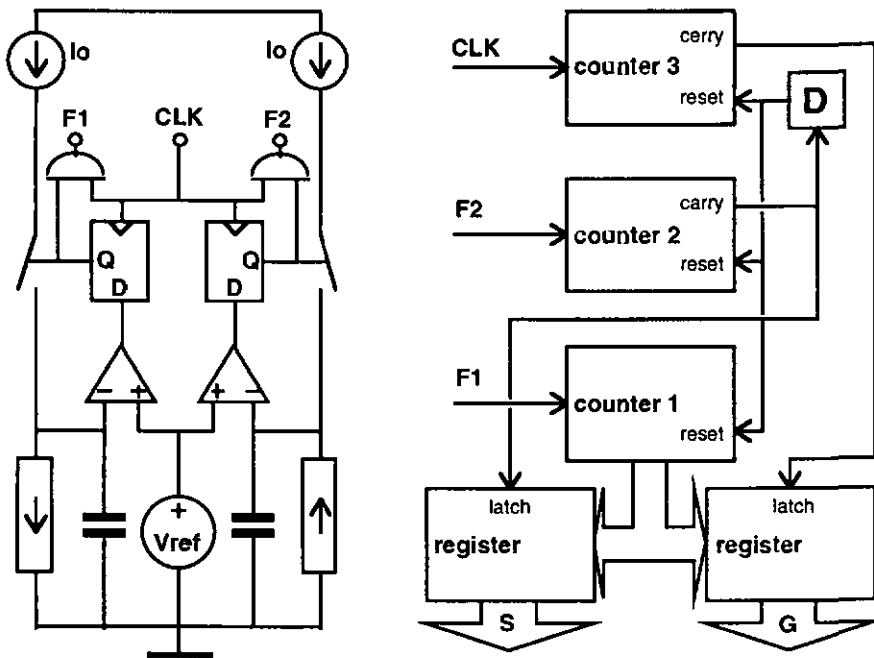 Io
Io
F1
CLK
F2
Q
Q
D
D
- +
+ -
+
Vref
CLK
cerry
counter 3
reset
D
F2
carry
counter 2
reset
F1
counter 1
reset
latch
register
latch
register
S
G